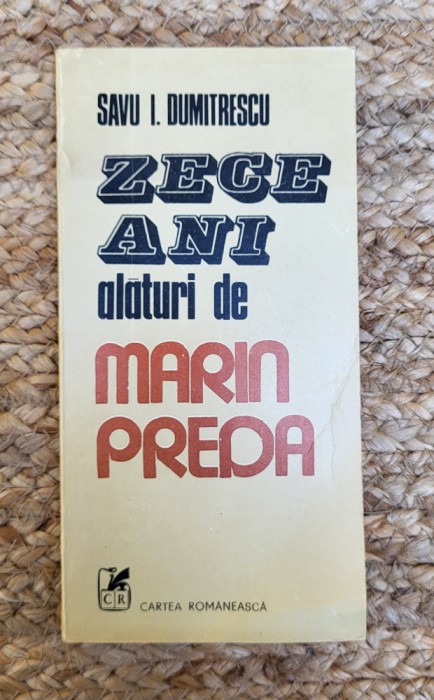 SAVU I. DUMITRESCU
ZECE
ANI
alături de
MARIN
PREDA
CR
CARTEA ROMÂNEASCĂ